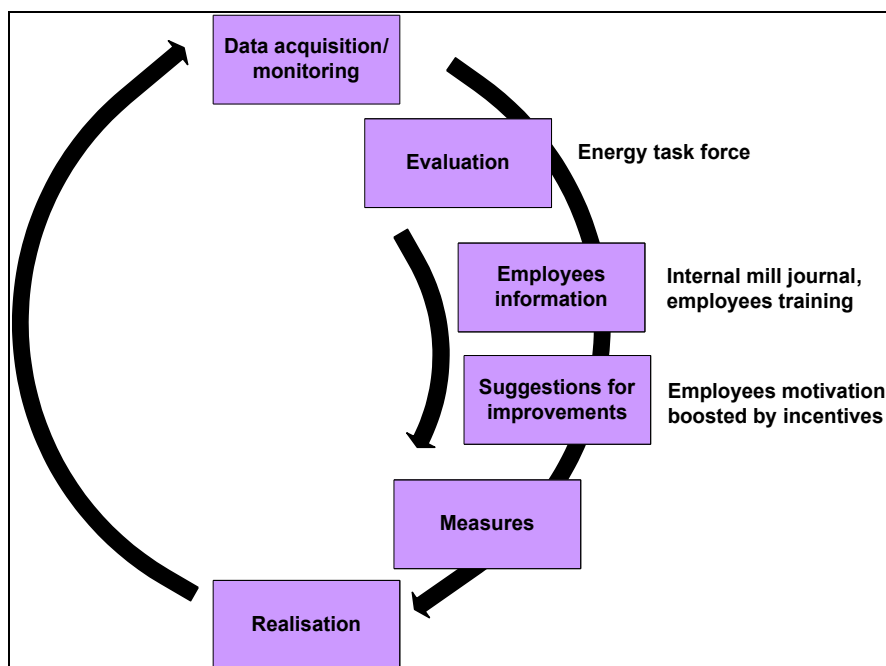 Data acquisition/
monitoring
Evaluation
Energy task force
Employees
information
Internal mill journal,
employees training
Suggestions for
improvements
Employees motivation
boosted by incentives
Measures
Realisation